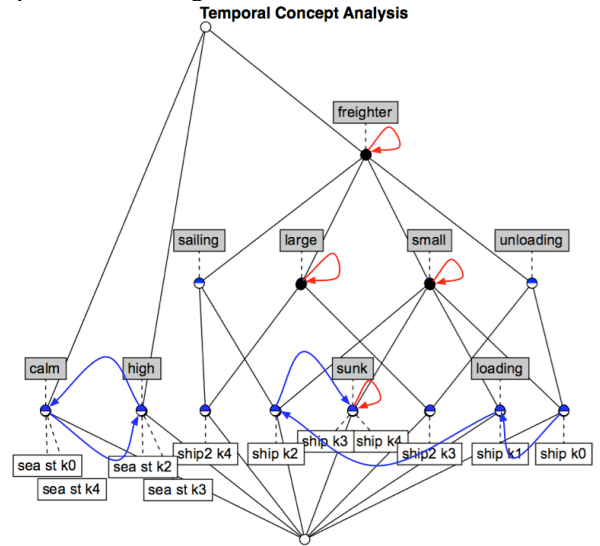 Temporal Concept Analysis
freighter
sailing
large
small
unloading
calm
high
sunk
loading
ship k3
ship k4
ship2 k4
ship k2
ship2 k3
ship k1
ship k0
sea st k0
sea st k2
sea st k4
sea st k3